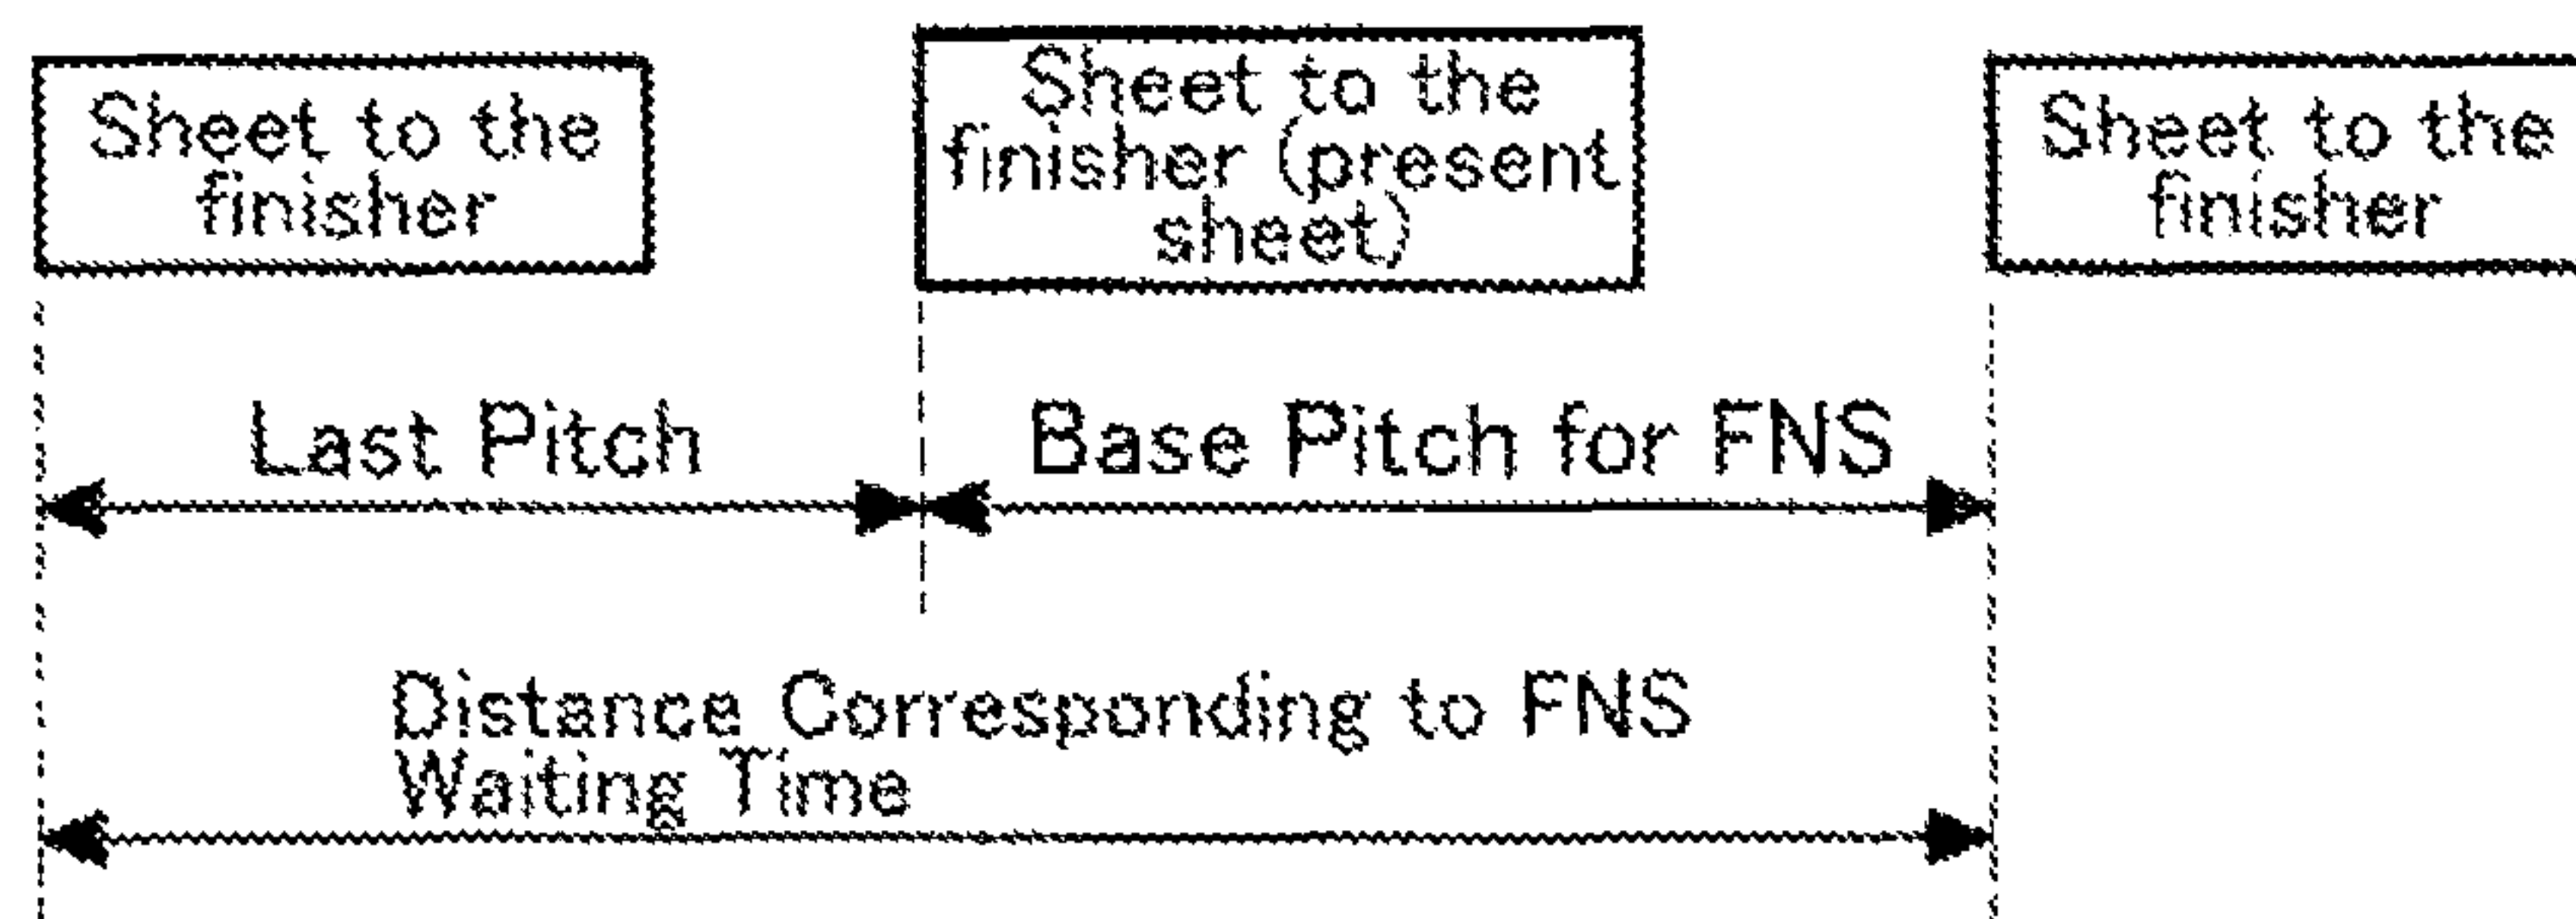 Sheet to the
finisher
Sheet to the
finisher (present
sheet)
Sheet to the
finisher
Last Pitch
Base Pitch for FNS
Distance Corresponding to FNS
Waiting Time